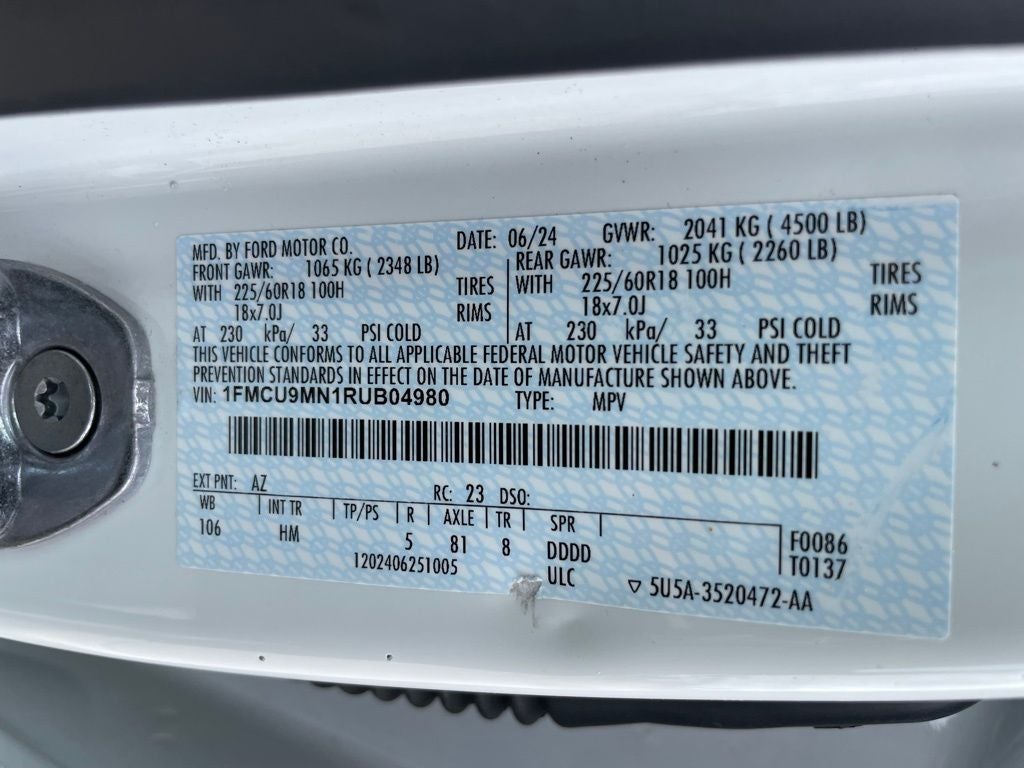 MFD. BY FORD MOTOR CO. DATE: 06/24 GVWR: 2041 KG ( 4500 LB)
FRONT GAWR: 1065 KG ( 2348 LB) REAR GAWR: 1025 KG ( 2260 LB)
WITH 225/60R18 100H TIRES WITH 225/60R18 100H TIRES
18x7.0J RIMS 18x7.0J RIMS
AT 230 kPa/ 33 PSI COLD AT 230 kPa/ 33 PSI COLD
THIS VEHICLE CONFORMS TO ALL APPLICABLE FEDERAL MOTOR VEHICLE SAFETY AND THEFT
PREVENTION STANDARDS IN EFFECT ON THE DATE OF MANUFACTURE SHOWN ABOVE.
VIN: 1FMCU9MN1RUB04980 TYPE: MPV
EXT PNT: AZ RC: 23 DSO:
WB INT TR TP/PS R AXLE TR SPR
106 HM 5 81 8 DDDD F0086
1202406251005 ULC T0137
▽ 5U5A-3520472-AA